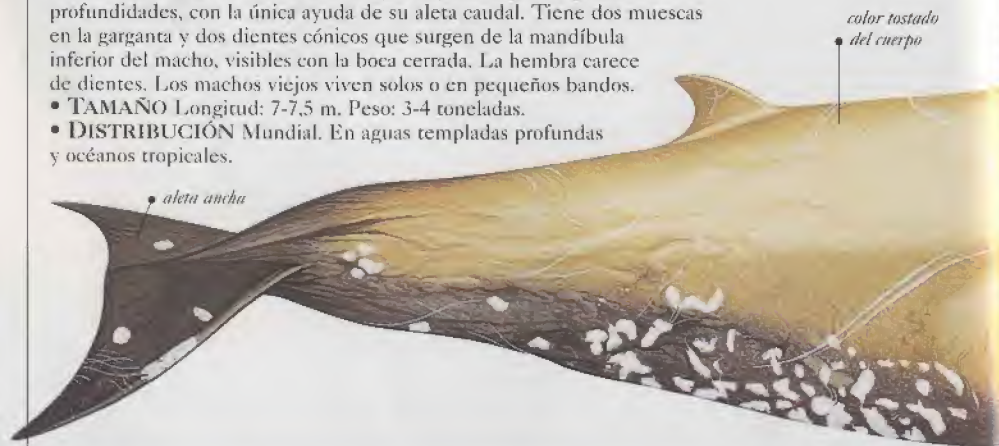 profundidades, con la única ayuda de su aleta caudal. Tiene dos muescas
en la garganta y dos dientes cónicos que surgen de la mandíbula
inferior del macho, visibles con la boca cerrada. La hembra carece
de dientes. Los machos viejos viven solos o en pequeños bandos.
• TAMAÑO Longitud: 7-7,5 m. Peso: 3-4 toneladas.
• DISTRIBUCIÓN Mundial. En aguas templadas profundas
y océanos tropicales.
color tostado
del cuerpo
aleta ancha